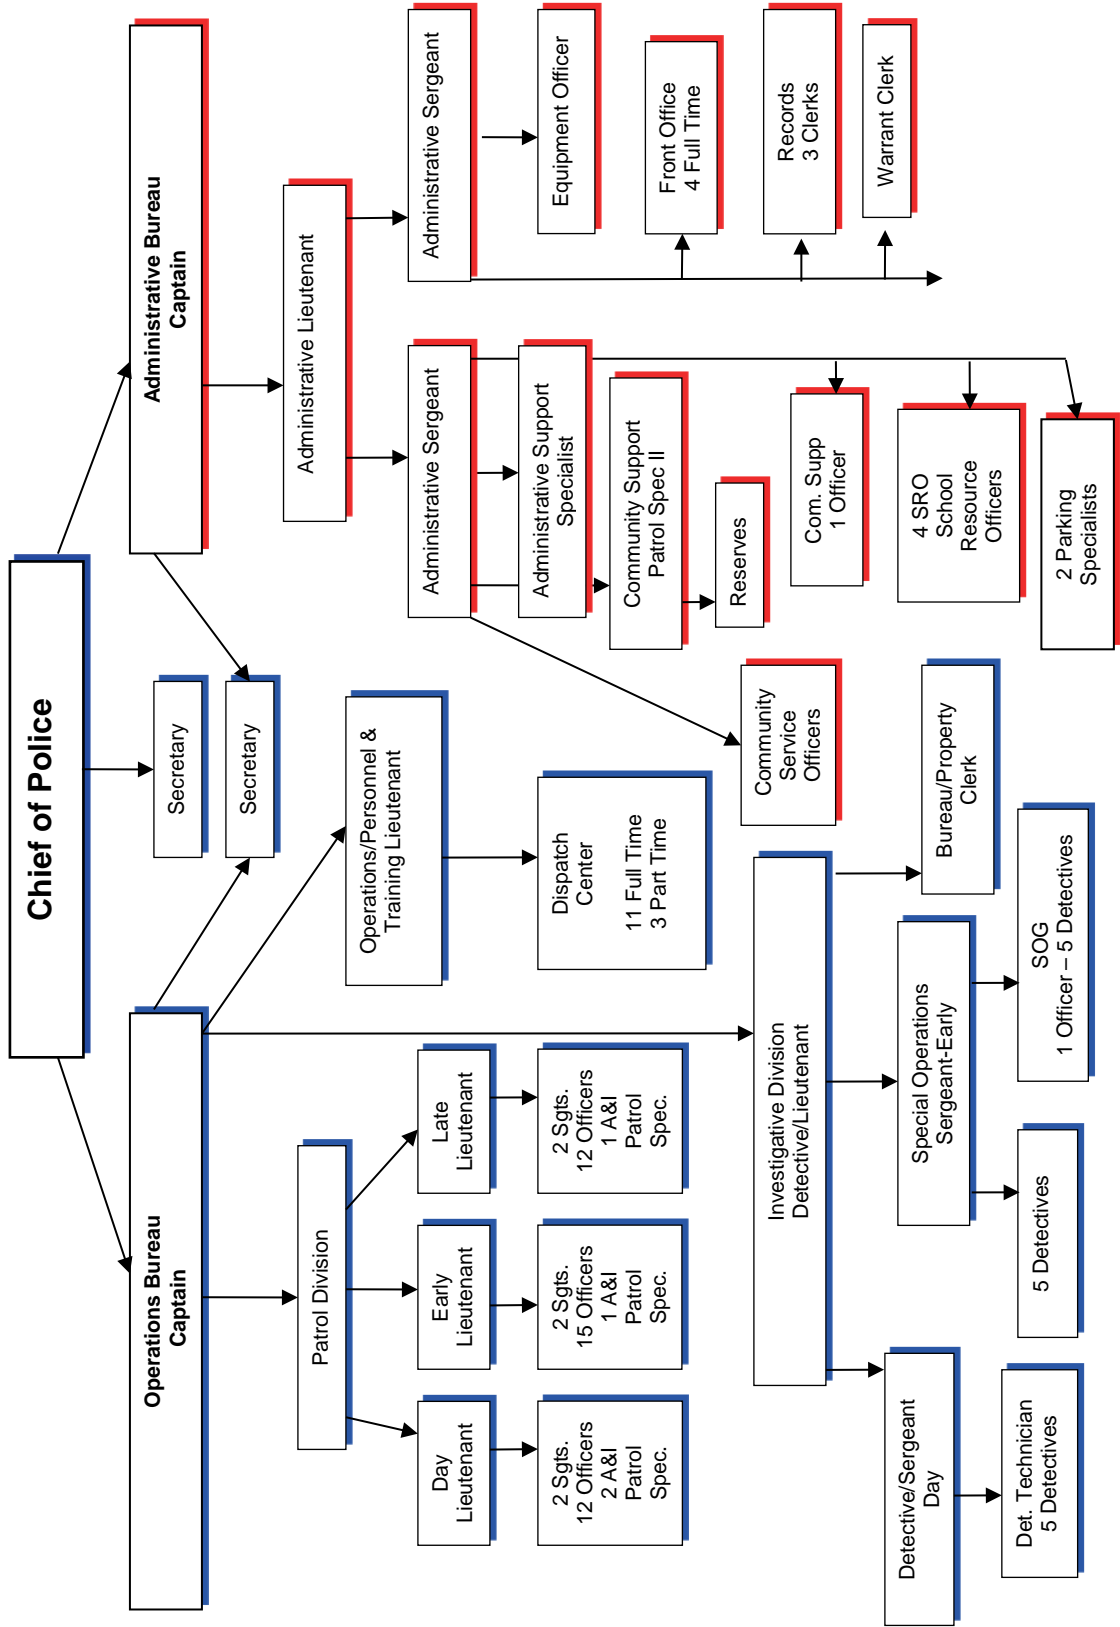 Chief of Police
Operations Bureau
Captain
Administrative Bureau
Captain
Secretary
Secretary
Patrol Division
Operations/Personnel &
Training Lieutenant
Administrative Lieutenant
Day
Lieutenant
Early
Lieutenant
Late
Lieutenant
Administrative Sergeant
Administrative Sergeant
2 Sgts.
12 Officers
2 A&I
Patrol
Spec.
2 Sgts.
15 Officers
1 A&I
Patrol
Spec.
2 Sgts.
12 Officers
1 A&I
Patrol
Spec.
Dispatch
Center
11 Full Time
3 Part Time
Administrative Support
Specialist
Equipment Officer
Community Support
Patrol Spec II
Front Office
4 Full Time
Reserves
Investigative Division
Detective/Lieutenant
Community
Service
Officers
Com. Supp
1 Officer
Records
3 Clerks
Warrant Clerk
Detective/Sergeant
Day
Special Operations
Sergeant-Early
Bureau/Property
Clerk
4 SRO
School
Resource
Officers
Det. Technician
5 Detectives
5 Detectives
SOG
1 Officer – 5 Detectives
2 Parking
Specialists